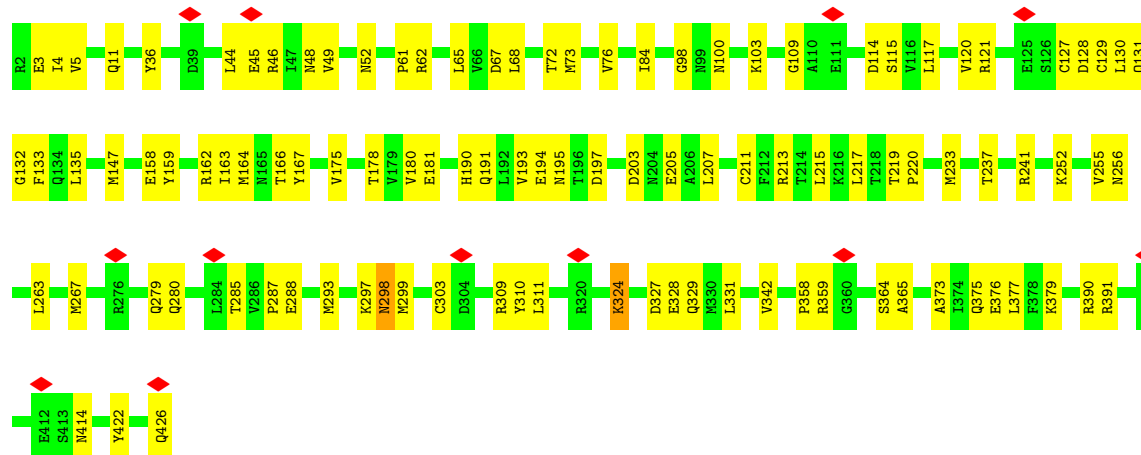 R2 E3 I4 V5 Q11 Y36 D39 L44 E45 R46 I47 N48 V49 N52 P61 R62 L65 V66 D67 L68 T72 M73 V76 I84 G98 N99 N100 K103 G109 A110 E111 D114 S115 V116 L117 V120 R121 E125 S126 C127 D128 C129 L130 Q131
G132 F133 Q134 L135 M147 E158 Y159 R162 I163 M164 N165 T166 Y167 V175 T178 V179 V180 E181 H190 Q191 L192 V193 E194 N195 T196 D197 D203 N204 E205 A206 L207 C211 F212 R213 T214 L215 K216 L217 T218 T219 P220 M233 T237 R241 K252 V255 N256
L263 M267 R276 Q279 Q280 L284 T285 V286 P287 E288 M293 K297 N298 M299 C303 D304 R309 Y310 L311 R320 K324 D327 E328 Q329 M330 L331 V342 P358 R359 G360 S364 A365 A373 I374 Q375 E376 L377 F378 K379 R390 R391
E412 S413 N414 Y422 Q426